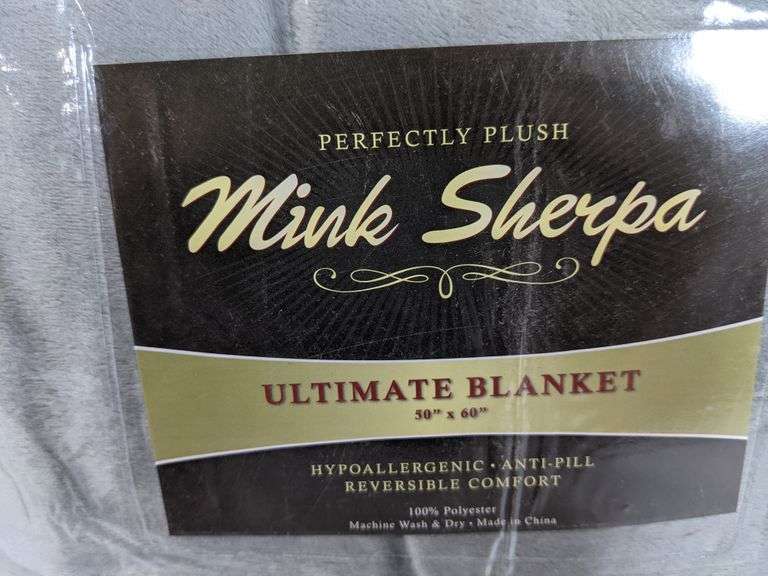 PERFECTLY PLUSH
Mink Sherpa
ULTIMATE BLANKET
50" x 60"
HYPOALLERGENIC • ANTI-PILL
REVERSIBLE COMFORT
100% Polyester
Machine Wash & Dry • Made in China